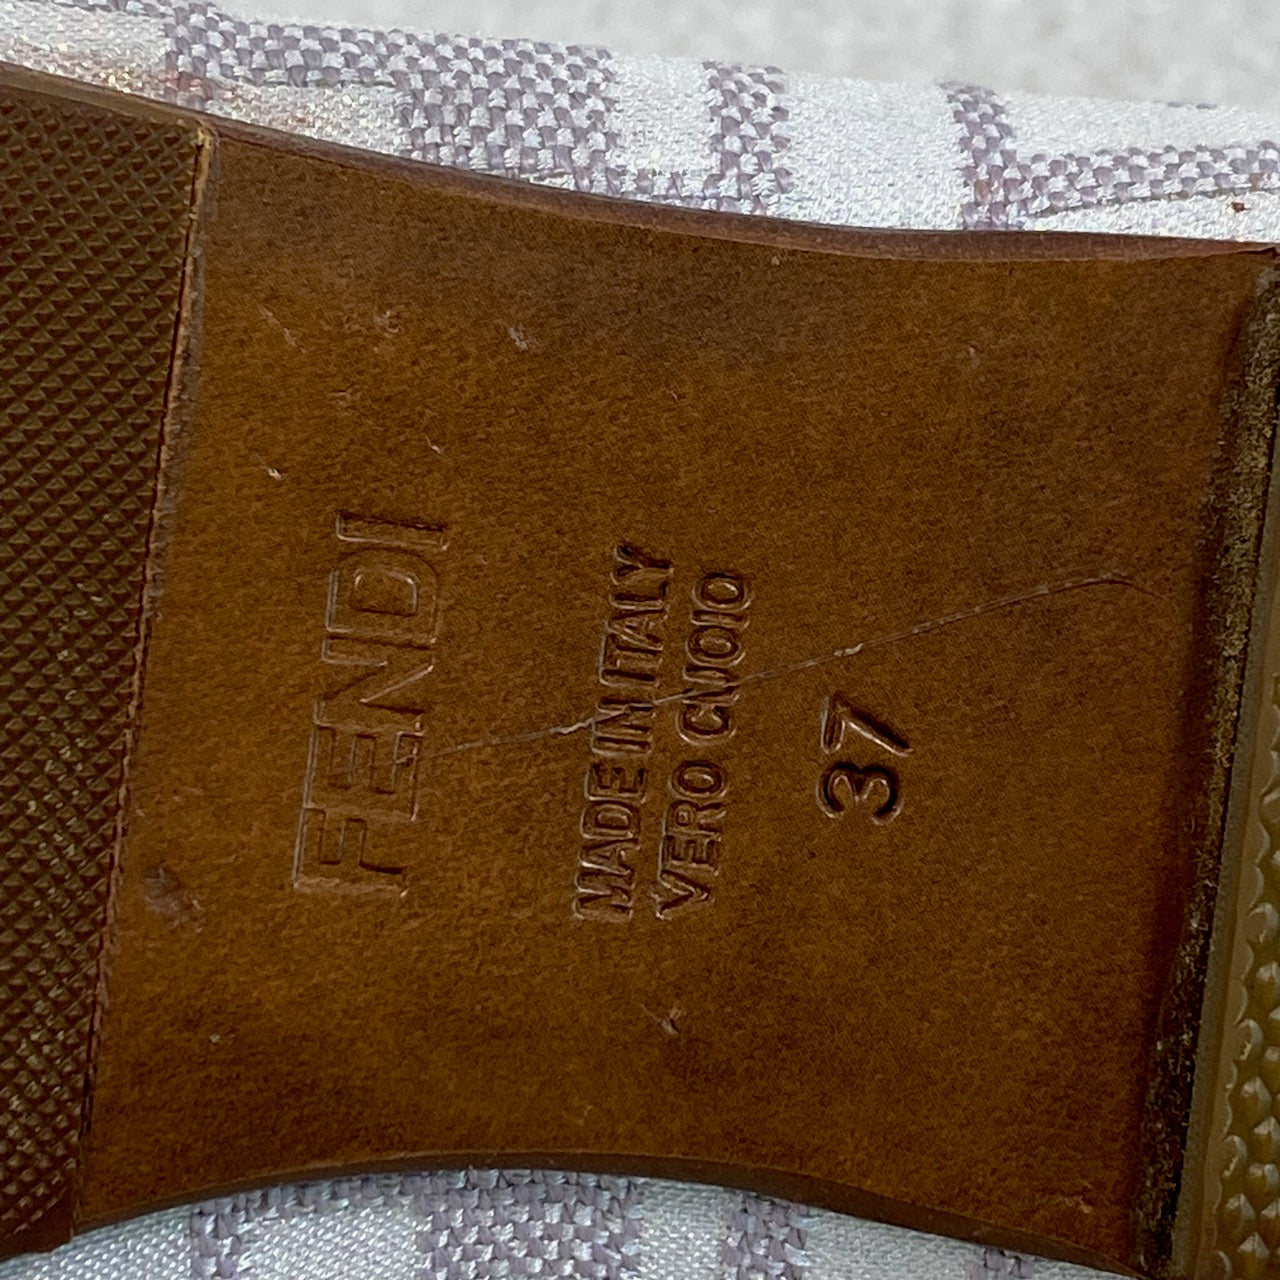 FENDI
MADE IN ITALY
VERO CUOIO
37